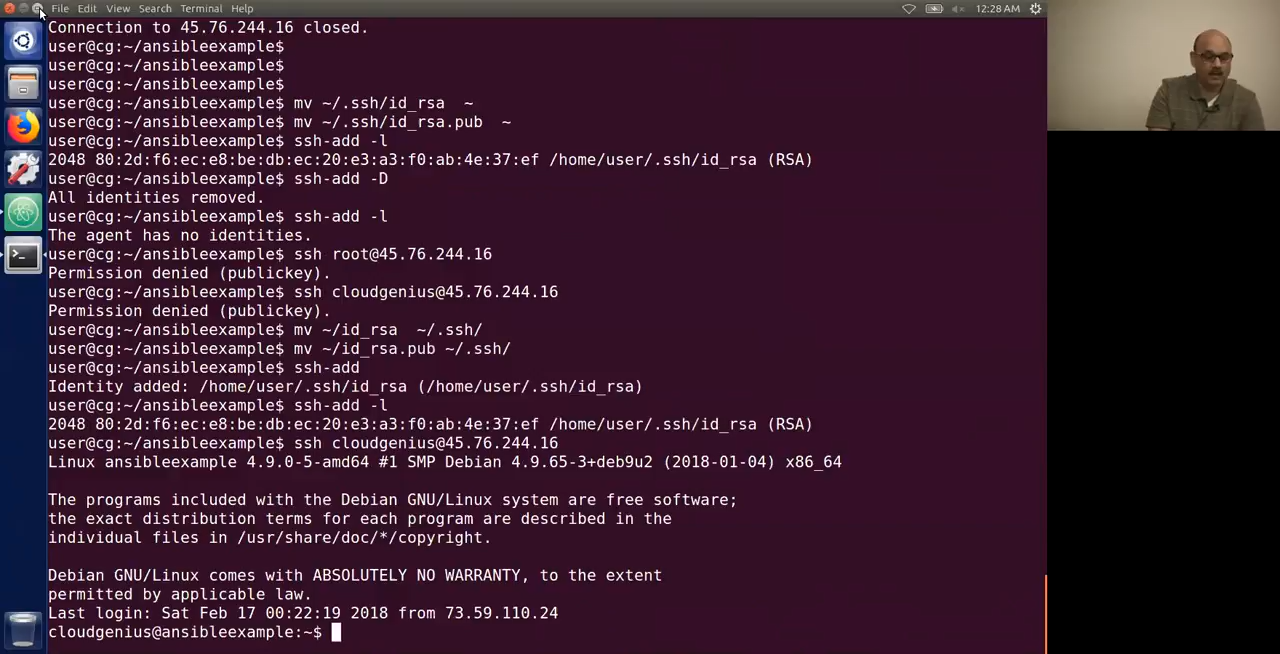 File Edit View Search Terminal Help 12:28 AM
Connection to 45.76.244.16 closed.
user@cg:~/ansibleexample$
user@cg:~/ansibleexample$
user@cg:~/ansibleexample$
user@cg:~/ansibleexample$ mv ~/.ssh/id_rsa  ~
user@cg:~/ansibleexample$ mv ~/.ssh/id_rsa.pub  ~
user@cg:~/ansibleexample$ ssh-add -l
2048 80:2d:f6:ec:e8:be:db:ec:20:e3:a3:f0:ab:4e:37:ef /home/user/.ssh/id_rsa (RSA)
user@cg:~/ansibleexample$ ssh-add -D
All identities removed.
user@cg:~/ansibleexample$ ssh-add -l
The agent has no identities.
user@cg:~/ansibleexample$ ssh root@45.76.244.16
Permission denied (publickey).
user@cg:~/ansibleexample$ ssh cloudgenius@45.76.244.16
Permission denied (publickey).
user@cg:~/ansibleexample$ mv ~/id_rsa  ~/.ssh/
user@cg:~/ansibleexample$ mv ~/id_rsa.pub ~/.ssh/
user@cg:~/ansibleexample$ ssh-add
Identity added: /home/user/.ssh/id_rsa (/home/user/.ssh/id_rsa)
user@cg:~/ansibleexample$ ssh-add -l
2048 80:2d:f6:ec:e8:be:db:ec:20:e3:a3:f0:ab:4e:37:ef /home/user/.ssh/id_rsa (RSA)
user@cg:~/ansibleexample$ ssh cloudgenius@45.76.244.16
Linux ansibleexample 4.9.0-5-amd64 #1 SMP Debian 4.9.65-3+deb9u2 (2018-01-04) x86_64
The programs included with the Debian GNU/Linux system are free software;
the exact distribution terms for each program are described in the
individual files in /usr/share/doc/*/copyright.
Debian GNU/Linux comes with ABSOLUTELY NO WARRANTY, to the extent
permitted by applicable law.
Last login: Sat Feb 17 00:22:19 2018 from 73.59.110.24
cloudgenius@ansibleexample:~$